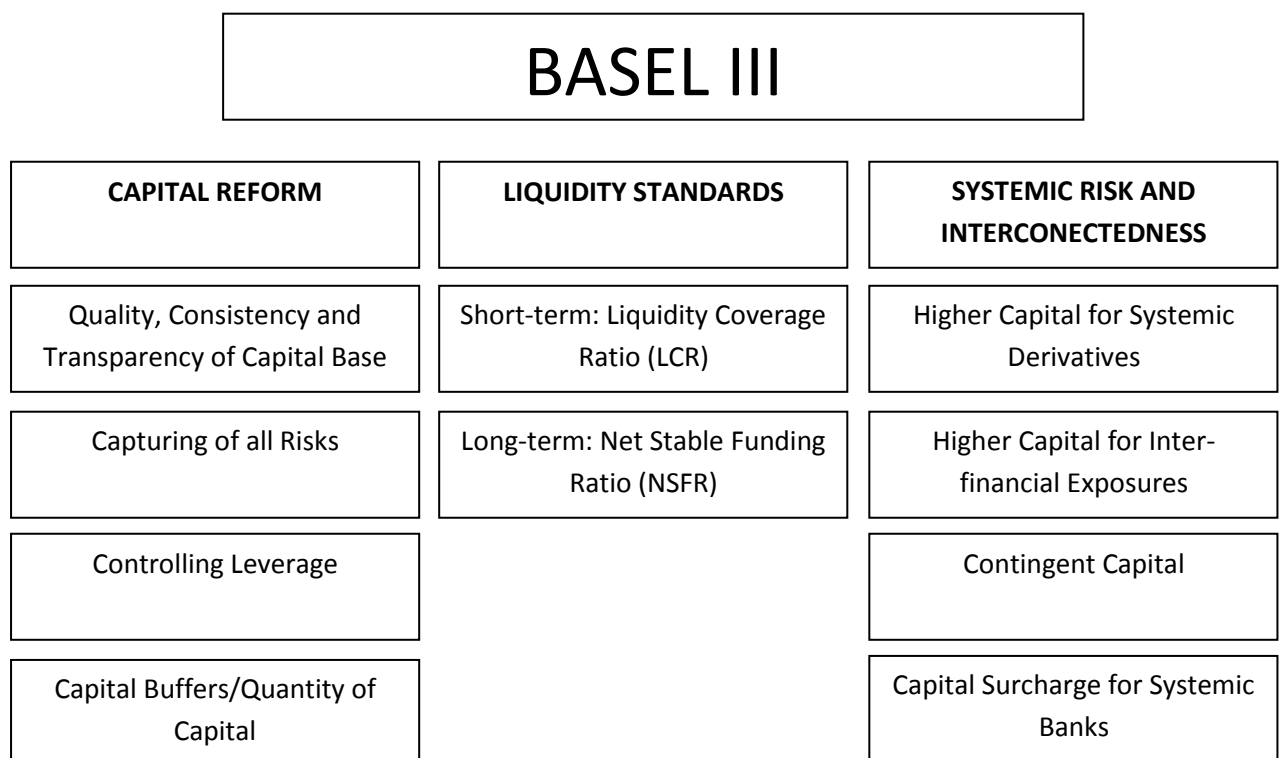 BASEL III
CAPITAL REFORM
Quality, Consistency and
Transparency of Capital Base
Capturing of all Risks
Controlling Leverage
Capital Buffers/Quantity of
Capital
LIQUIDITY STANDARDS
Short-term: Liquidity Coverage
Ratio (LCR)
Long-term: Net Stable Funding
Ratio (NSFR)
SYSTEMIC RISK AND
INTERCONECTEDNESS
Higher Capital for Systemic
Derivatives
Higher Capital for Inter-
financial Exposures
Contingent Capital
Capital Surcharge for Systemic
Banks